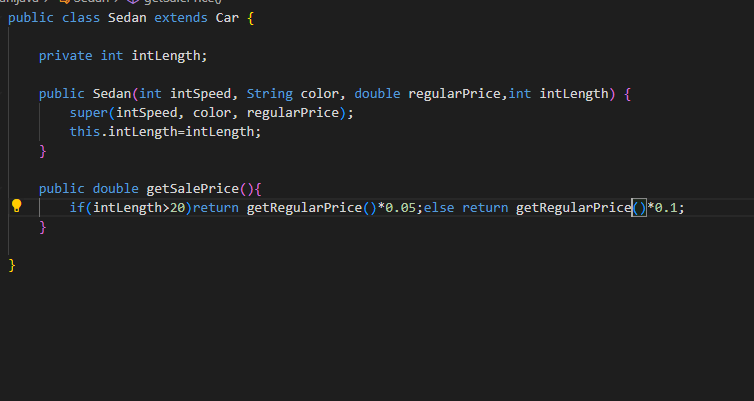 Sedan getSalePrice()
public class Sedan extends Car {
private int intLength;
public Sedan(int intSpeed, String color, double regularPrice,int intLength) {
super(intSpeed, color, regularPrice);
this.intLength=intLength;
}
public double getSalePrice(){
if(intLength>20)return getRegularPrice()*0.05;else return getRegularPrice()*0.1;
}
}